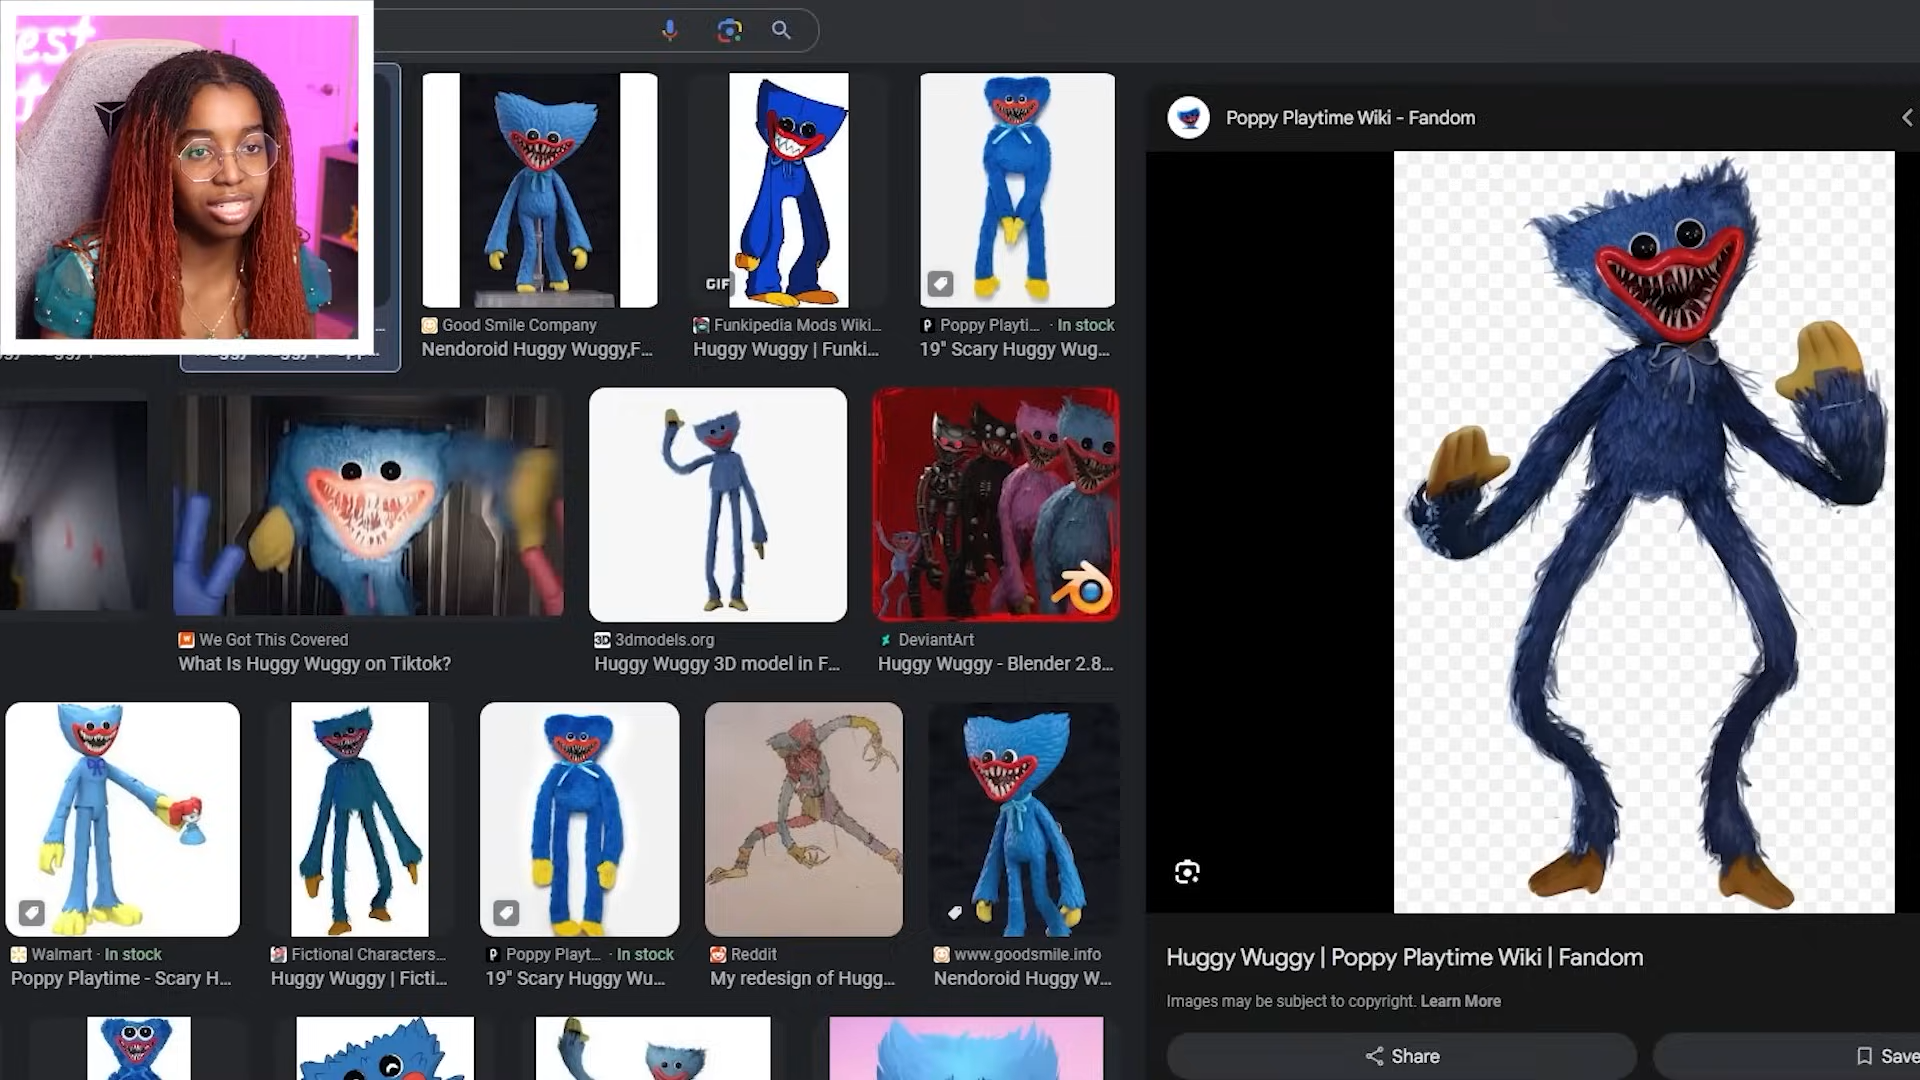 est
Poppy Playtime Wiki - Fandom
GIF
Good Smile Company
Nendoroid Huggy Wuggy,F...
Funkipedia Mods Wiki...
Huggy Wuggy | Funki...
Poppy Playti... · In stock
19" Scary Huggy Wug...
We Got This Covered
What Is Huggy Wuggy on Tiktok?
3D 3dmodels.org
Huggy Wuggy 3D model in F...
DeviantArt
Huggy Wuggy - Blender 2.8...
Walmart · In stock
Poppy Playtime - Scary H...
Fictional Characters...
Huggy Wuggy | Ficti...
Poppy Playt... · In stock
19" Scary Huggy Wu...
Reddit
My redesign of Hugg...
www.goodsmile.info
Nendoroid Huggy W...
Huggy Wuggy | Poppy Playtime Wiki | Fandom
Images may be subject to copyright. Learn More
Share
Save